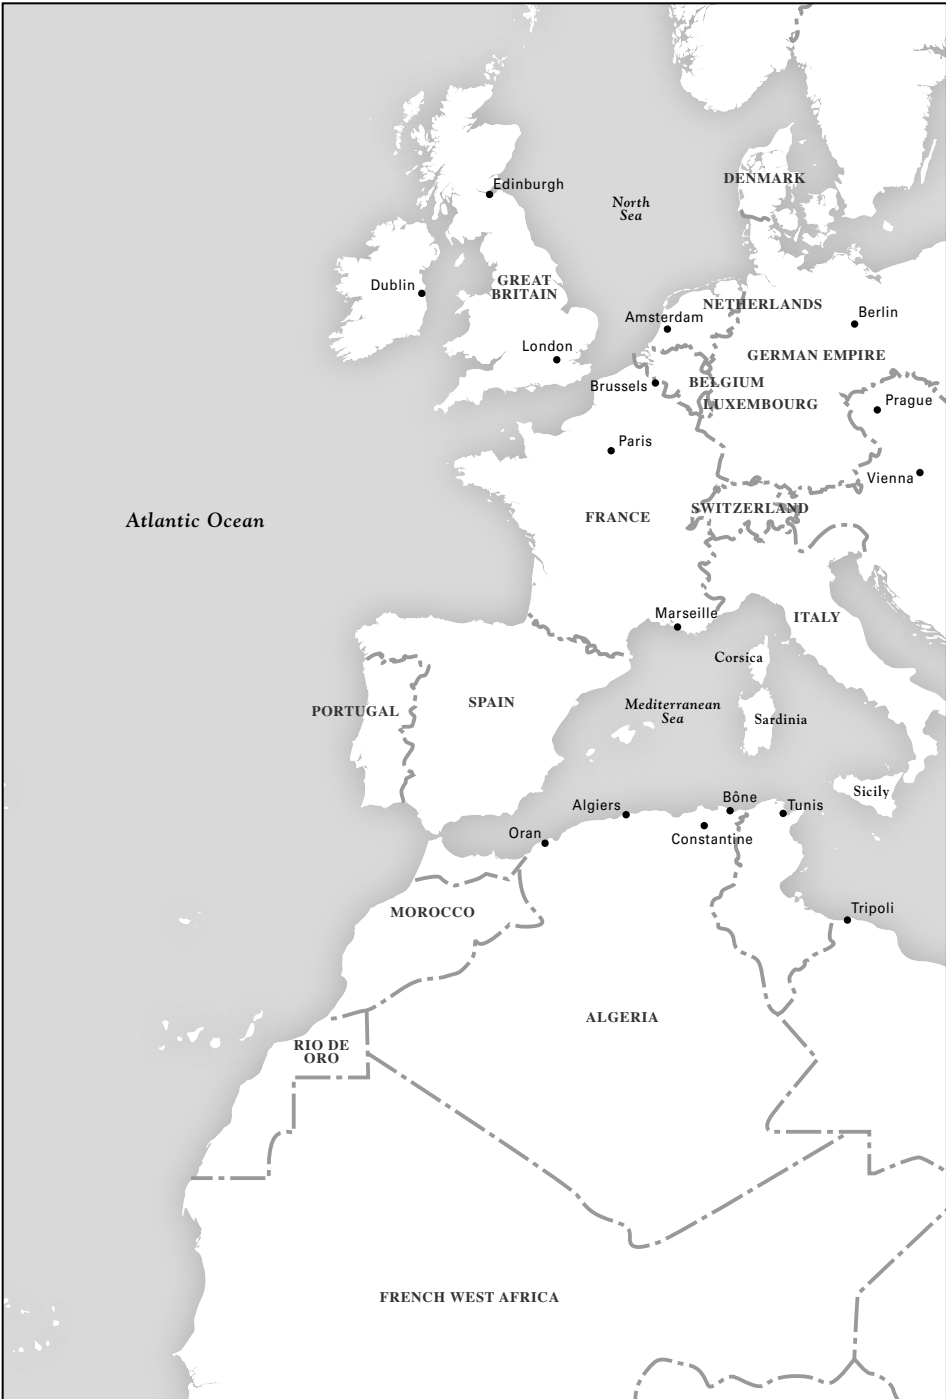 Edinburgh
North
Sea
DENMARK
Dublin
GREAT
BRITAIN
NETHERLANDS
Amsterdam
Berlin
London
GERMAN EMPIRE
Brussels
BELGIUM
LUXEMBOURG
Prague
Paris
Vienna
Atlantic Ocean
FRANCE
SWITZERLAND
Marseille
ITALY
Corsica
PORTUGAL
SPAIN
Mediterranean
Sea
Sardinia
Sicily
Algiers
Bône
Tunis
Oran
Constantine
MOROCCO
Tripoli
ALGERIA
RIO DE
ORO
FRENCH WEST AFRICA